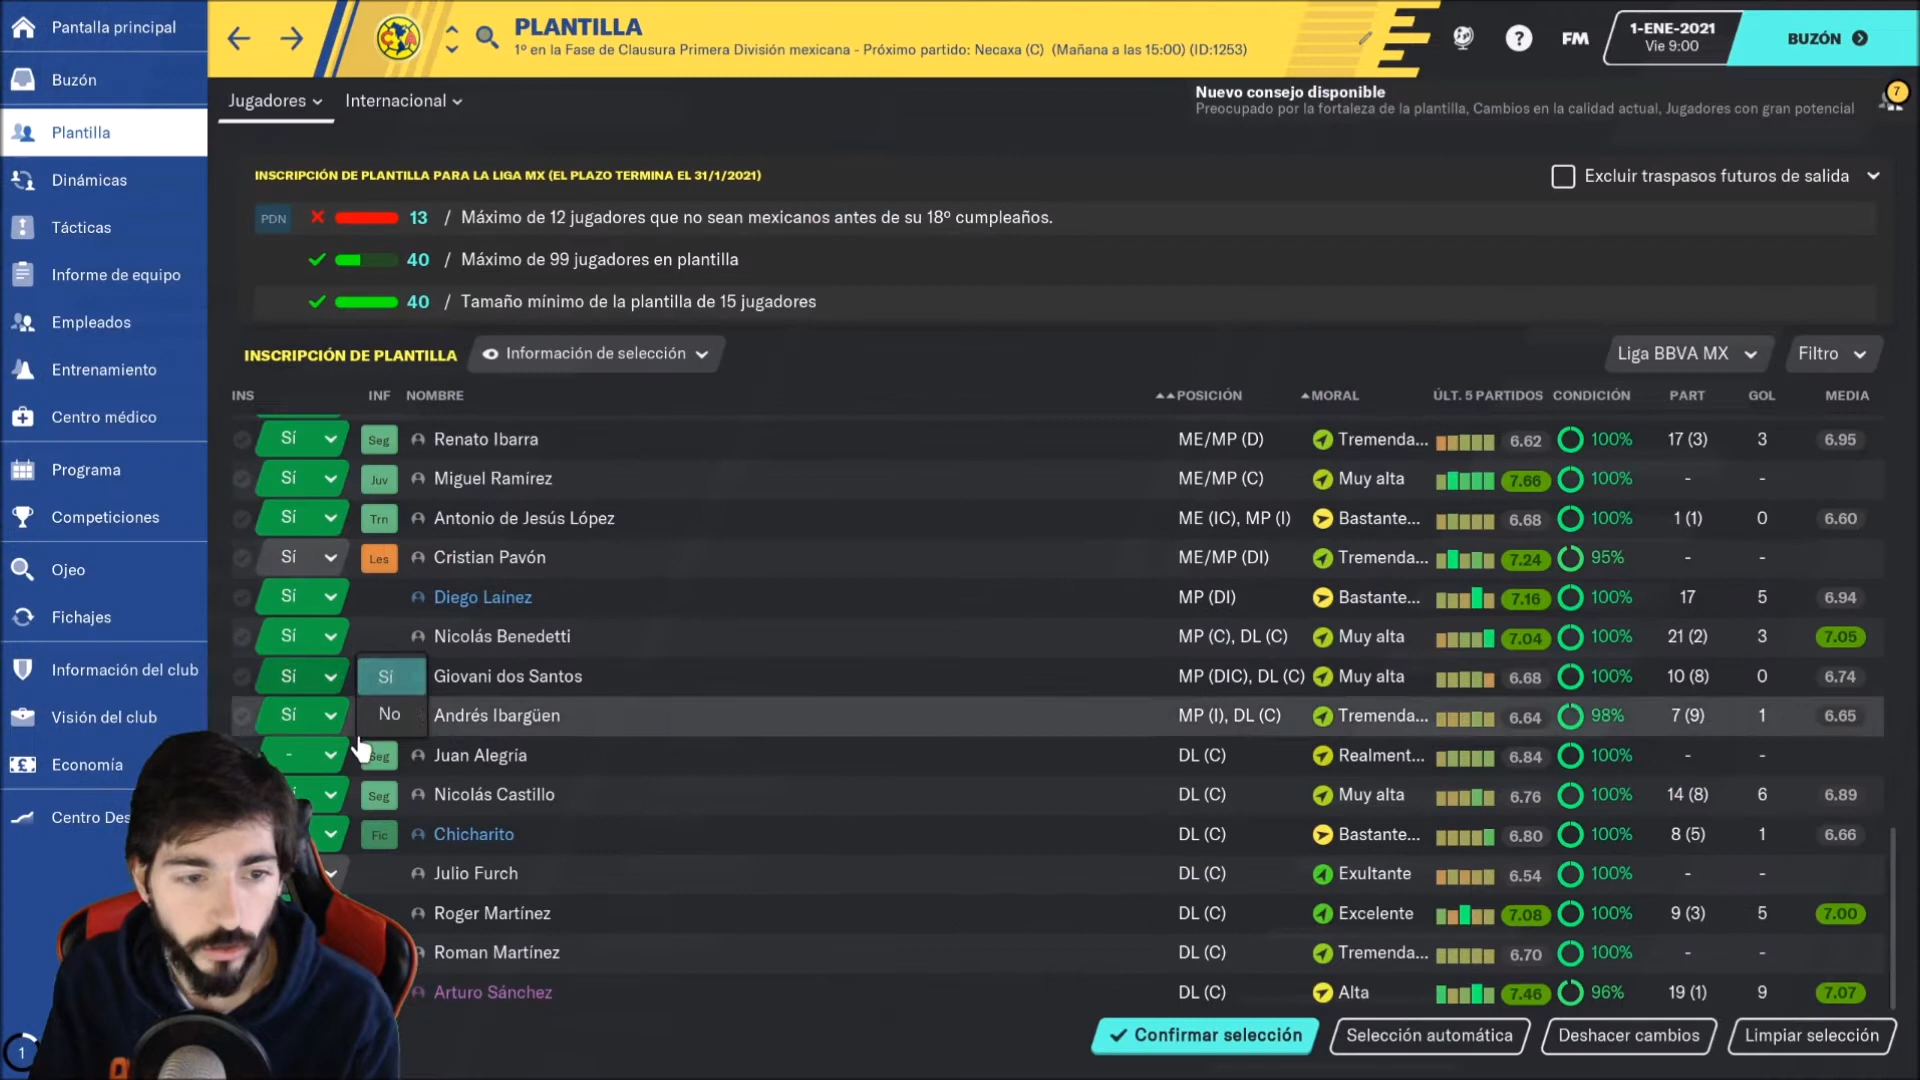 Pantalla principal
Buzón
Plantilla
Dinámicas
Tácticas
Informe de equipo
Empleados
Entrenamiento
Centro médico
Programa
Competiciones
Ojeo
Fichajes
Información del club
Visión del club
Economía
Centro Des
1
CA
PLANTILLA
1º en la Fase de Clausura Primera División mexicana - Próximo partido: Necaxa (C) (Mañana a las 15:00) (ID:1253)
?
FM
1-ENE-2021
Vie 9:00
BUZÓN
Jugadores
Internacional
Nuevo consejo disponible
Preocupado por la fortaleza de la plantilla, Cambios en la calidad actual, Jugadores con gran potencial
7
INSCRIPCIÓN DE PLANTILLA PARA LA LIGA MX (EL PLAZO TERMINA EL 31/1/2021)
Excluir traspasos futuros de salida
PDN 13 / Máximo de 12 jugadores que no sean mexicanos antes de su 18º cumpleaños.
40 / Máximo de 99 jugadores en plantilla
40 / Tamaño mínimo de la plantilla de 15 jugadores
INSCRIPCIÓN DE PLANTILLA
Información de selección
Liga BBVA MX
Filtro
INS INF NOMBRE POSICIÓN MORAL ÚLT. 5 PARTIDOS CONDICIÓN PART GOL MEDIA
Sí Seg Renato Ibarra ME/MP (D) Tremenda... 6.62 100% 17 (3) 3 6.95
Sí Juv Miguel Ramírez ME/MP (C) Muy alta 7.66 100% - -
Sí Trn Antonio de Jesús López ME (IC), MP (I) Bastante... 6.68 100% 1 (1) 0 6.60
Sí Les Cristian Pavón ME/MP (DI) Tremenda... 7.24 95% - -
Sí Diego Laínez MP (DI) Bastante... 7.16 100% 17 5 6.94
Sí Nicolás Benedetti MP (C), DL (C) Muy alta 7.04 100% 21 (2) 3 7.05
Sí Sí Giovani dos Santos MP (DIC), DL (C) Muy alta 6.68 100% 10 (8) 0 6.74
Sí No Andrés Ibargüen MP (I), DL (C) Tremenda... 6.64 98% 7 (9) 1 6.65
- Seg Juan Alegría DL (C) Realment... 6.84 100% - -
Seg Nicolás Castillo DL (C) Muy alta 6.76 100% 14 (8) 6 6.89
Fic Chicharito DL (C) Bastante... 6.80 100% 8 (5) 1 6.66
Julio Furch DL (C) Exultante 6.54 100% - -
Roger Martínez DL (C) Excelente 7.08 100% 9 (3) 5 7.00
Roman Martínez DL (C) Tremenda... 6.70 100% - -
Arturo Sánchez DL (C) Alta 7.46 96% 19 (1) 9 7.07
Confirmar selección
Selección automática
Deshacer cambios
Limpiar selección